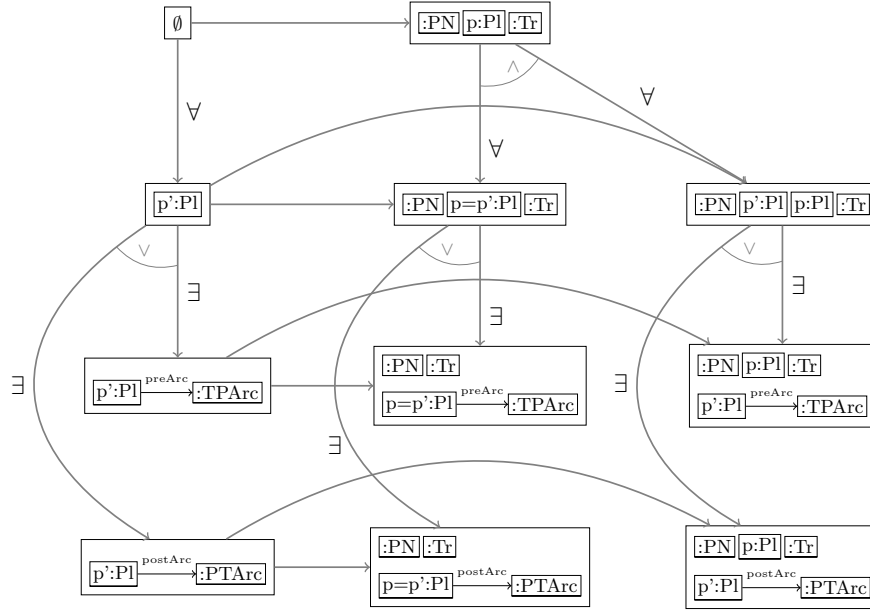 ∅ :PN p:Pl :Tr
∧
∀ ∀ ∀
p':Pl :PN p=p':Pl :Tr :PN p':Pl p:Pl :Tr
∨ ∨ ∨
∃ ∃ ∃
:PN :Tr :PN p:Pl :Tr
preArc preArc preArc
p':Pl :TPArc p=p':Pl :TPArc p':Pl :TPArc
∃ ∃ ∃
:PN :Tr :PN p:Pl :Tr
postArc postArc postArc
p':Pl :PTArc p=p':Pl :PTArc p':Pl :PTArc